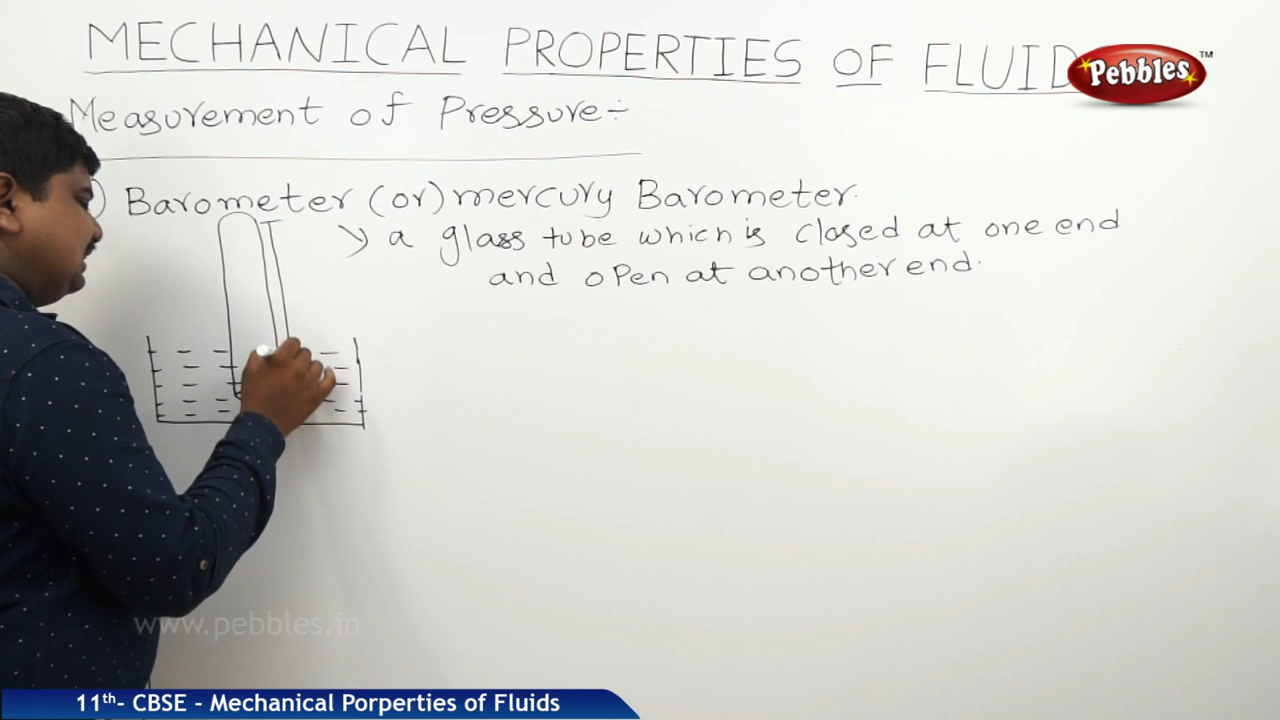 MECHANICAL PROPERTIES OF FLUID
Pebbles™
Measurement of Pressure:-
) Barometer (or) mercury Barometer.
a glass tube which is closed at one end
and open at another end.
www.pebbles.in
11th- CBSE - Mechanical Porperties of Fluids